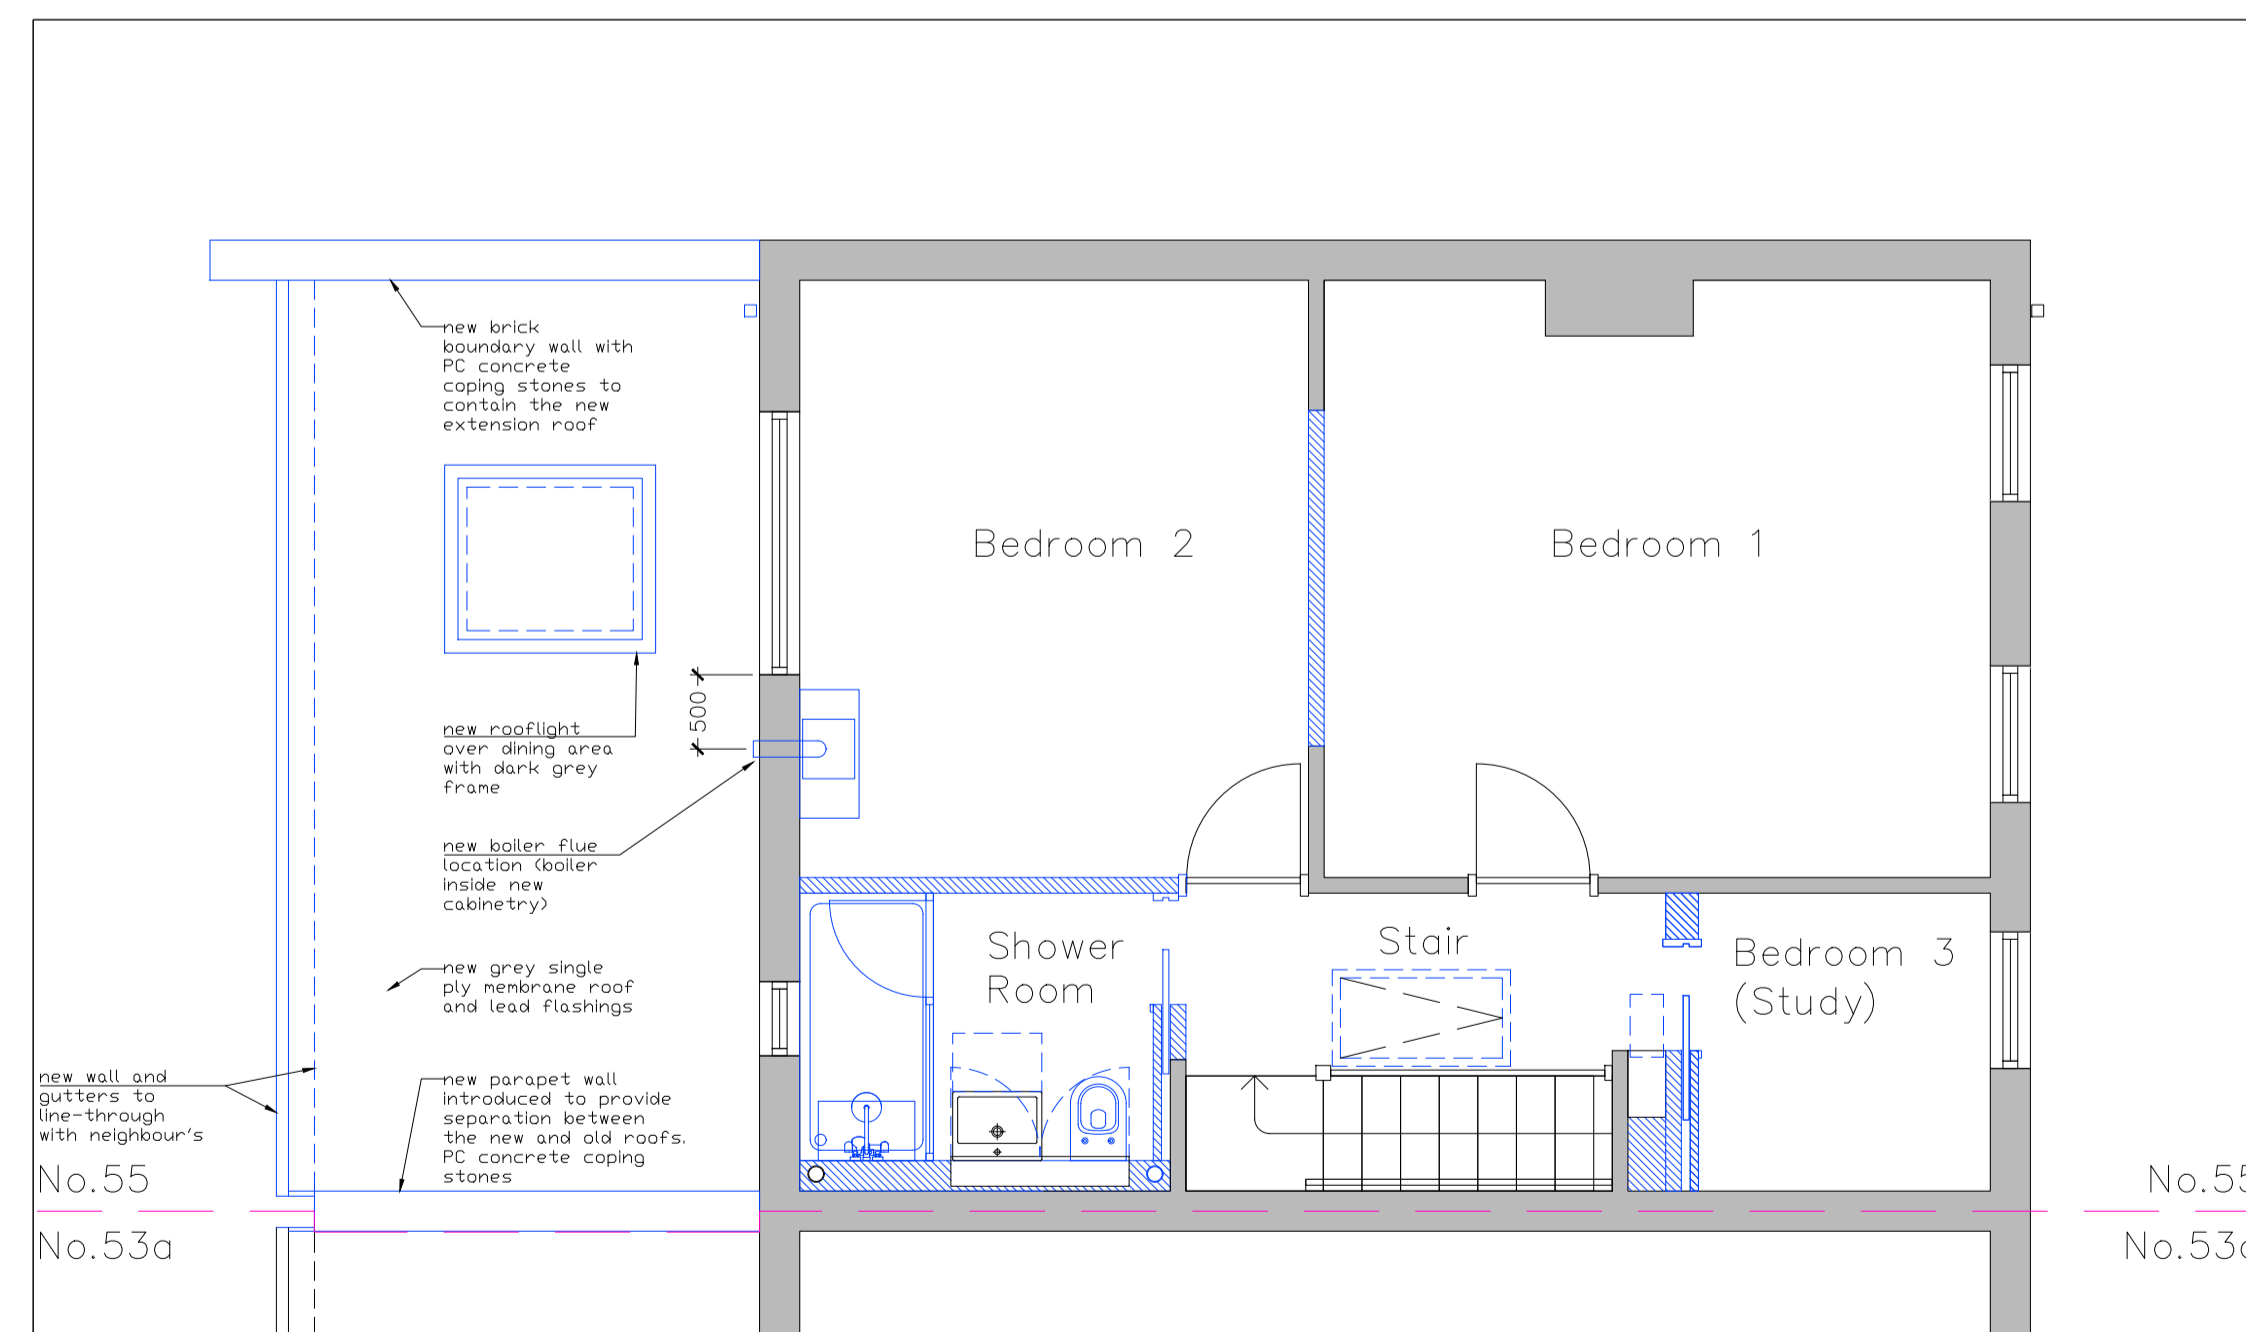 new brick
boundary wall with
PC concrete
coping stones to
contain the new
extension roof
Bedroom 2
Bedroom 1
500
new rooflight
over dining area
with dark grey
frame
new boiler flue
location (boiler
inside new
cabinetry)
Shower
Room
Stair
Bedroom 3
(Study)
new grey single
ply membrane roof
and lead flashings
new wall and
gutters to
line-through
with neighbour's
new parapet wall
introduced to provide
separation between
the new and old roofs.
PC concrete coping
stones
No.55
No.53a
No.55
No.53a